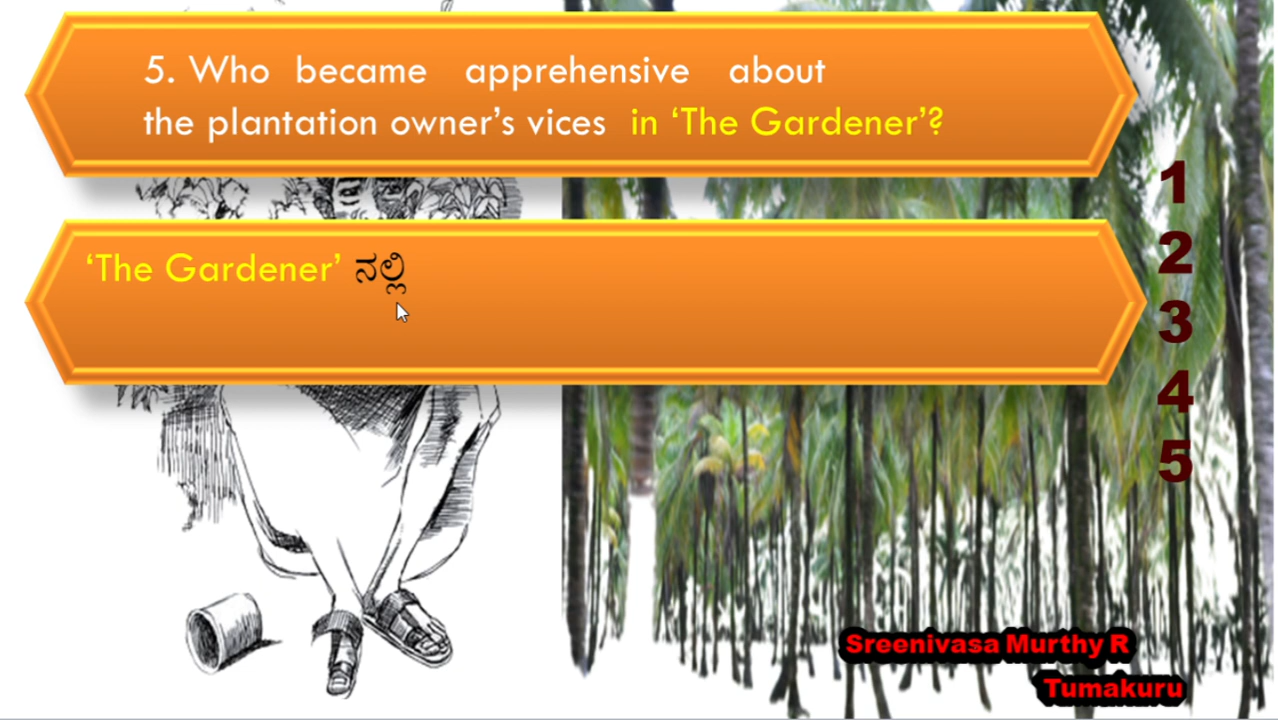 5. Who became apprehensive about
the plantation owner’s vices in ‘The Gardener’?
‘The Gardener’ ನಲ್ಲಿ
1
2
3
4
5
Sreenivasa Murthy R
Tumakuru